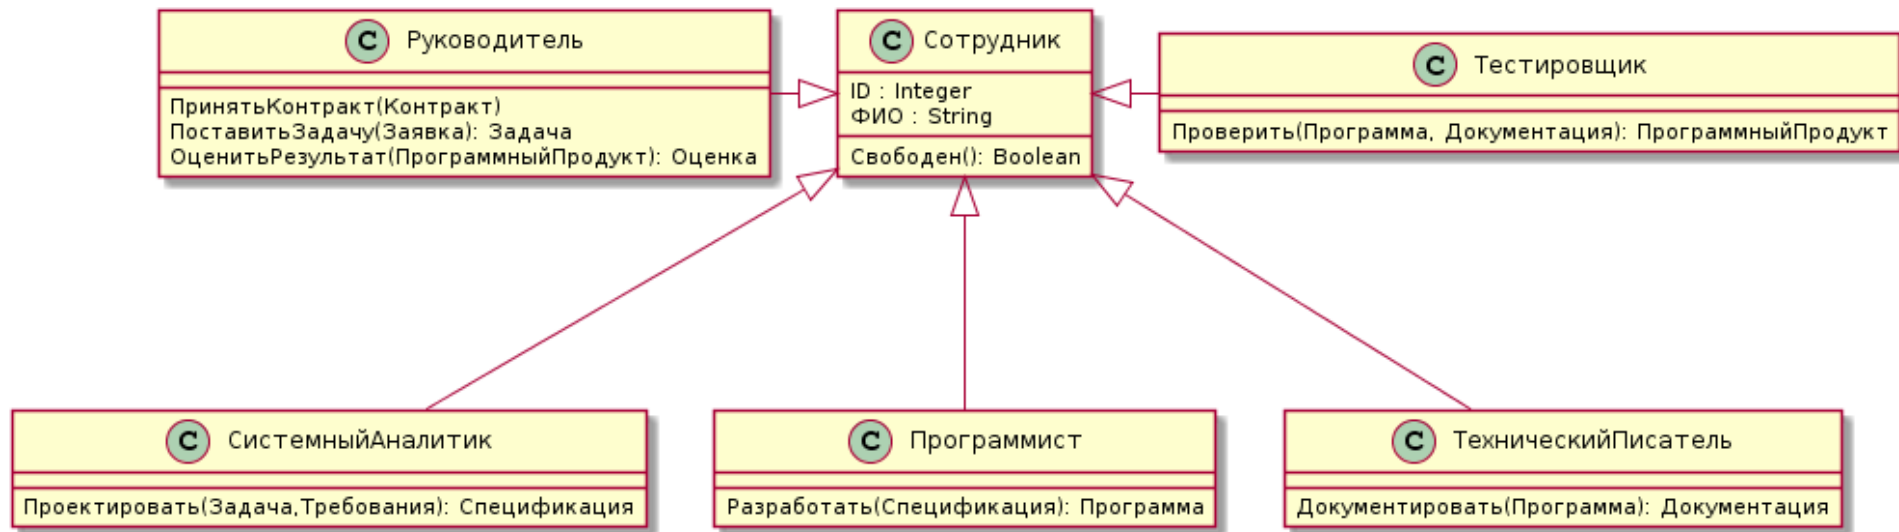 C Руководитель
ПринятьКонтракт(Контракт)
ПоставитьЗадачу(Заявка): Задача
ОценитьРезультат(ПрограммныйПродукт): Оценка
C Сотрудник
ID : Integer
ФИО : String
Свободен(): Boolean
C Тестировщик
Проверить(Программа, Документация): ПрограммныйПродукт
C СистемныйАналитик
Проектировать(Задача,Требования): Спецификация
C Программист
Разработать(Спецификация): Программа
C ТехническийПисатель
Документировать(Программа): Документация